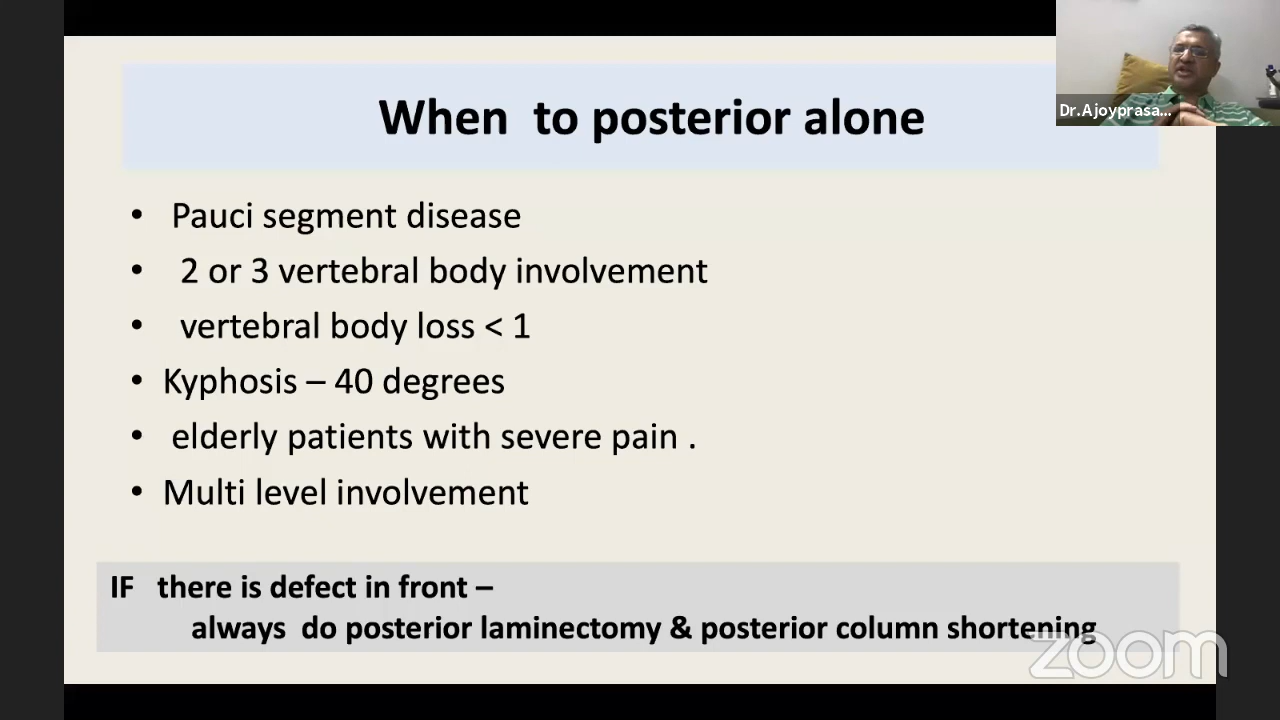 When to posterior alone
Dr.Ajoyprasa...
• Pauci segment disease
• 2 or 3 vertebral body involvement
• vertebral body loss < 1
• Kyphosis – 40 degrees
• elderly patients with severe pain .
• Multi level involvement
IF there is defect in front –
always do posterior laminectomy & posterior column shortening
zoom